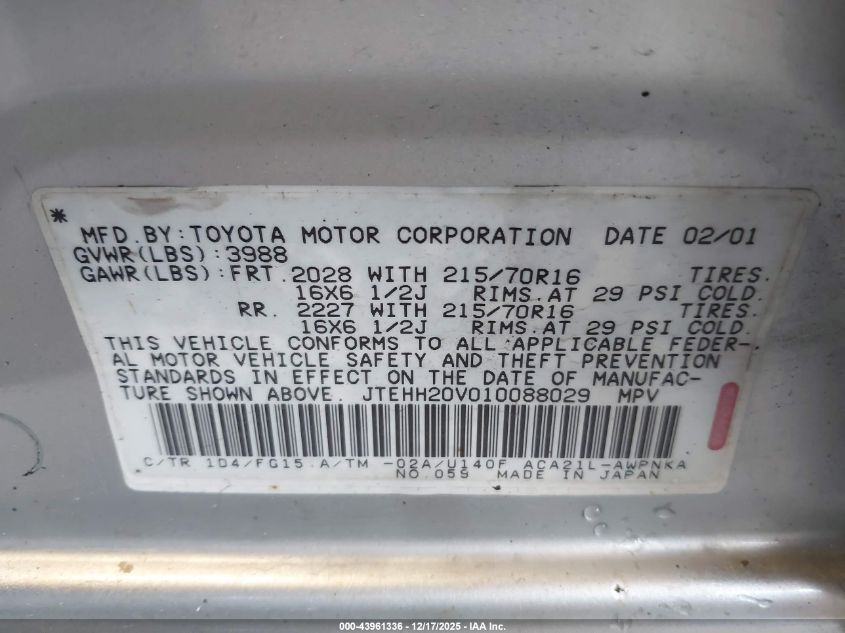 * MFD.BY:TOYOTA MOTOR CORPORATION DATE 02/01
GVWR(LBS):3988
GAWR(LBS):FRT.2028 WITH 215/70R16 TIRES.
16X6 1/2J RIMS.AT 29 PSI COLD.
RR. 2227 WITH 215/70R16 TIRES.
16X6 1/2J RIMS.AT 29 PSI COLD.
THIS VEHICLE CONFORMS TO ALL APPLICABLE FEDER-
AL MOTOR VEHICLE SAFETY AND THEFT PREVENTION
STANDARDS IN EFFECT ON THE DATE OF MANUFAC-
TURE SHOWN ABOVE. JTEHH20V010088029 MPV
C/TR 1D4/FG15 A/TM -02A/U140F ACA21L-AWPNKA
NO.059 MADE IN JAPAN
000-43961336 - 12/17/2025 - IAA Inc.